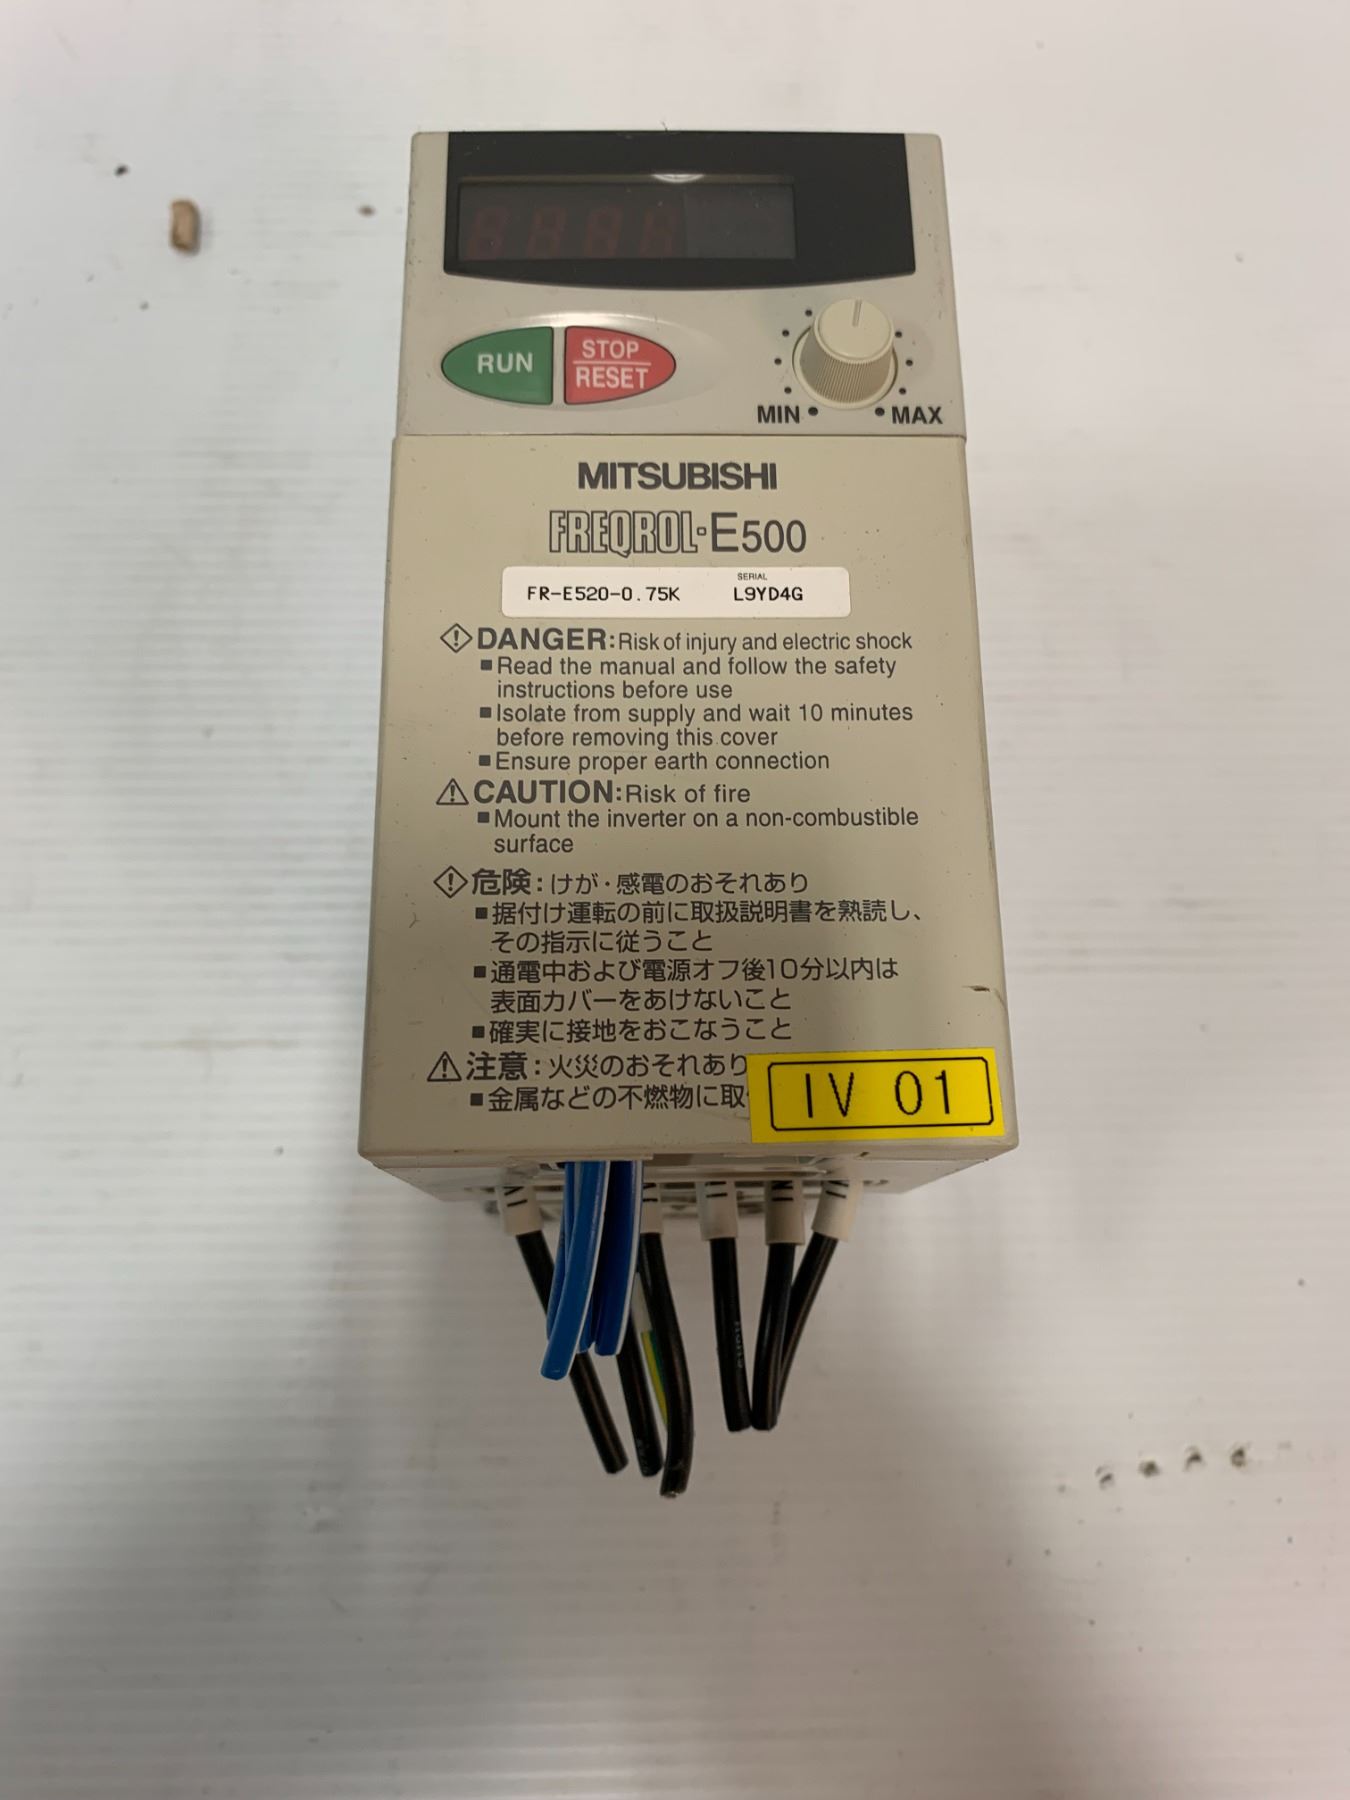 RUN
STOP
RESET
MIN
MAX
MITSUBISHI
FREQROL-E500
SERIAL
FR-E520-0.75K L9YD4G
DANGER:Risk of injury and electric shock
■Read the manual and follow the safety
instructions before use
■Isolate from supply and wait 10 minutes
before removing this cover
■Ensure proper earth connection
CAUTION:Risk of fire
■Mount the inverter on a non-combustible
surface
危険:けが・感電のおそれあり
■据付け運転の前に取扱説明書を熟読し、
その指示に従うこと
■通電中および電源オフ後10分以内は
表面カバーをあけないこと
■確実に接地をおこなうこと
注意:火災のおそれあり
■金属などの不燃物に取
IV 01